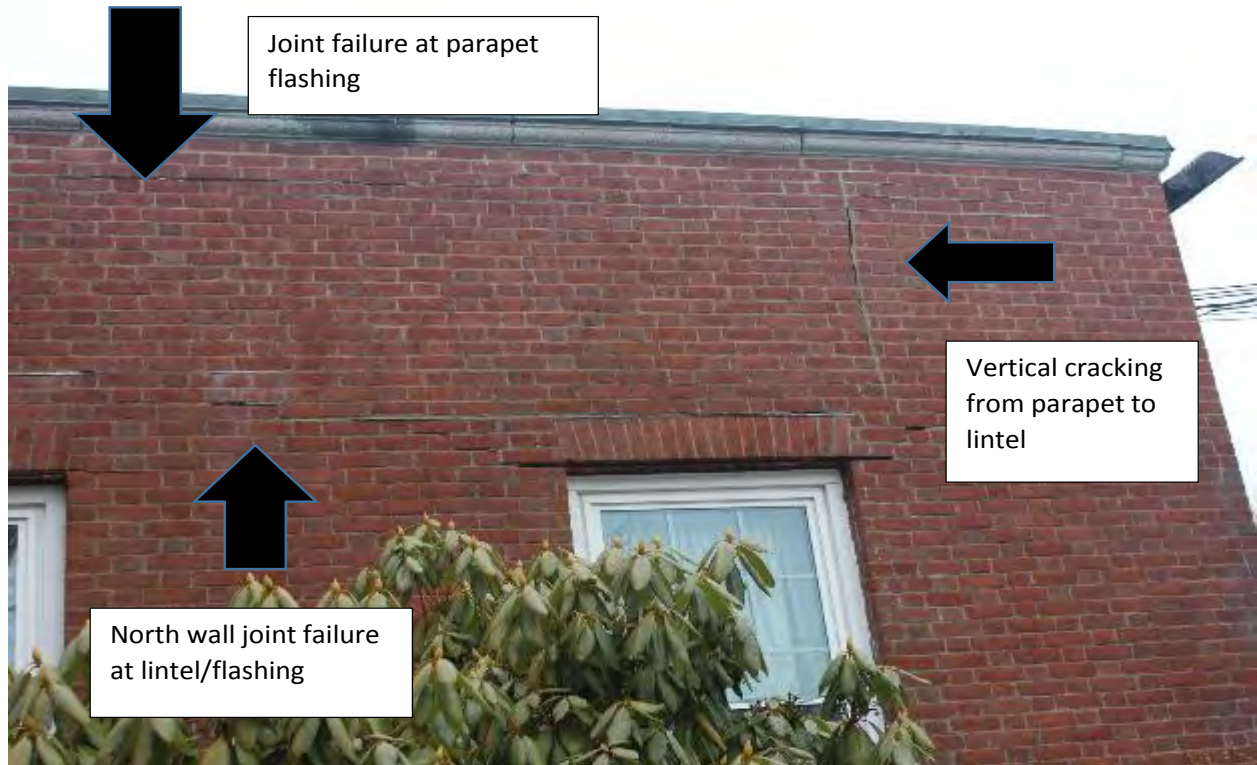 Joint failure at parapet
flashing
Vertical cracking
from parapet to
lintel
North wall joint failure
at lintel/flashing